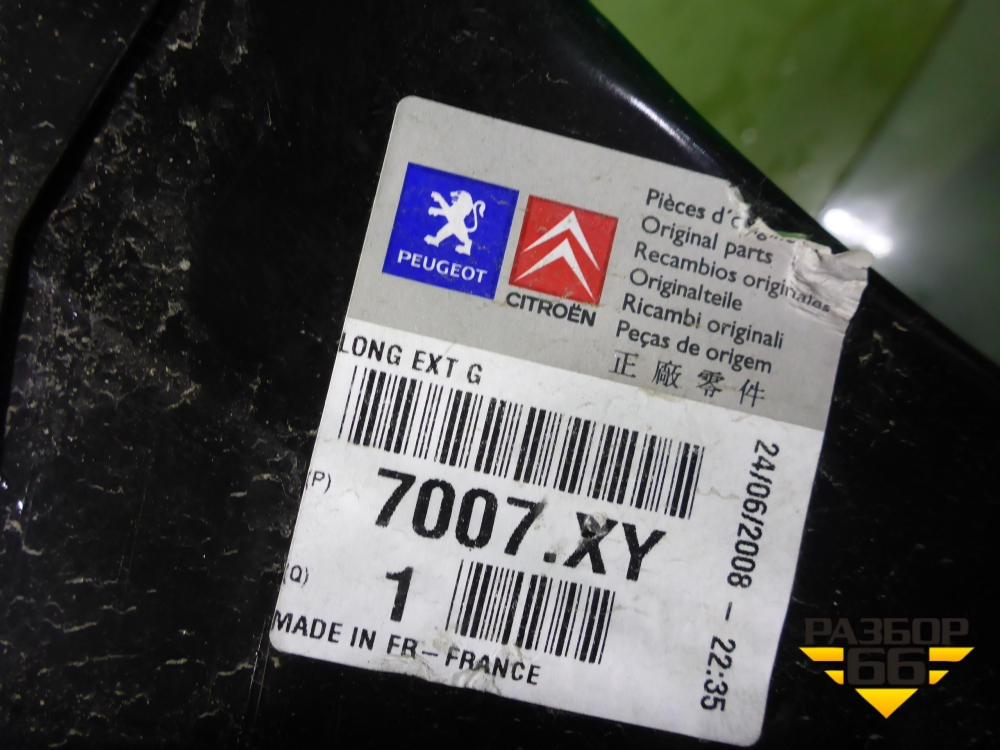 PEUGEOT
CITROËN
Pièces
Original parts
Recambios originales
Originalteile
Ricambi originali
Peças de origem
正廠零件
LONG EXT G
(P) 7007.XY
(Q) 1
MADE IN FR-FRANCE
24/06/2008 - 22:35
РАЗБОР
66